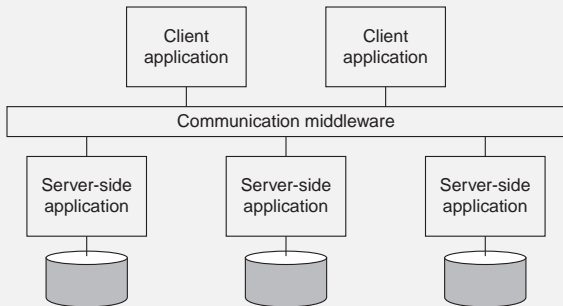 Client
application
Client
application
Communication middleware
Server-side
application
Server-side
application
Server-side
application